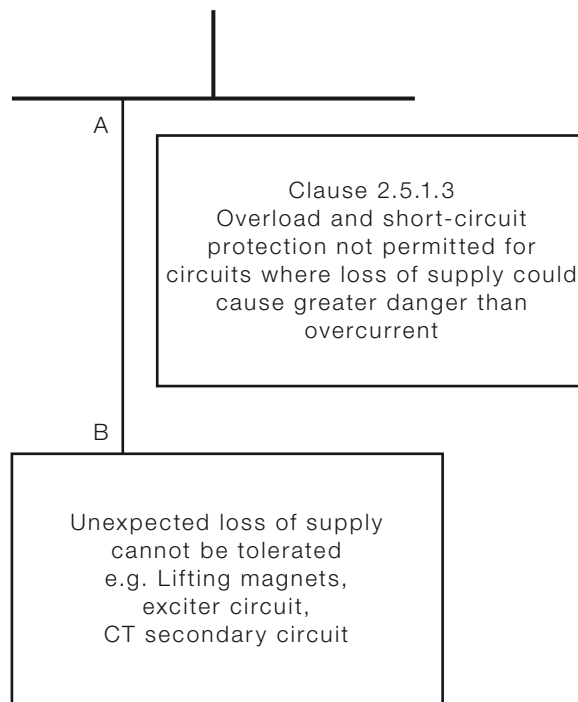 A
Clause 2.5.1.3
Overload and short-circuit
protection not permitted for
circuits where loss of supply could
cause greater danger than
overcurrent
B
Unexpected loss of supply
cannot be tolerated
e.g. Lifting magnets,
exciter circuit,
CT secondary circuit